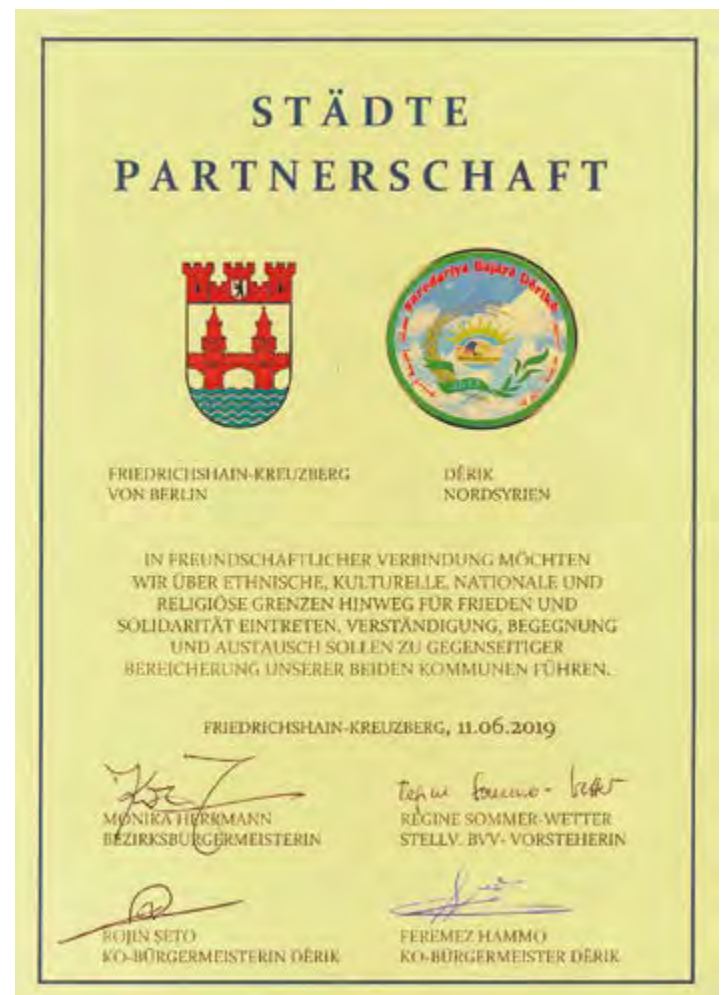 STÄDTE
PARTNERSCHAFT
Şaredariya Bajarê Dêrikê
FRIEDRICHSHAIN-KREUZBERG
VON BERLIN
DÊRIK
NORDSYRIEN
IN FREUNDSCHAFTLICHER VERBINDUNG MÖCHTEN
WIR ÜBER ETHNISCHE, KULTURELLE, NATIONALE UND
RELIGIÖSE GRENZEN HINWEG FÜR FRIEDEN UND
SOLIDARITÄT EINTRETEN, VERSTÄNDIGUNG, BEGEGNUNG
UND AUSTAUSCH SOLLEN ZU GEGENSEITIGER
BEREICHERUNG UNSERER BEIDEN KOMMUNEN FÜHREN.
FRIEDRICHSHAIN-KREUZBERG, 11.06.2019
MONIKA HERRMANN
BEZIRKSBÜRGERMEISTERIN
REGINE SOMMER-WETTER
STELLV. BVV- VORSTEHERIN
ROJIN SETO
KO-BÜRGERMEISTERIN DÊRIK
FEREMEZ HAMMO
KO-BÜRGERMEISTER DÊRIK